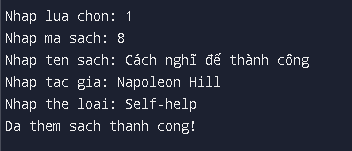 Nhap lua chon: 1
Nhap ma sach: 8
Nhap ten sach: Cách nghĩ để thành công
Nhap tac gia: Napoleon Hill
Nhap the loai: Self-help
Da them sach thanh cong!